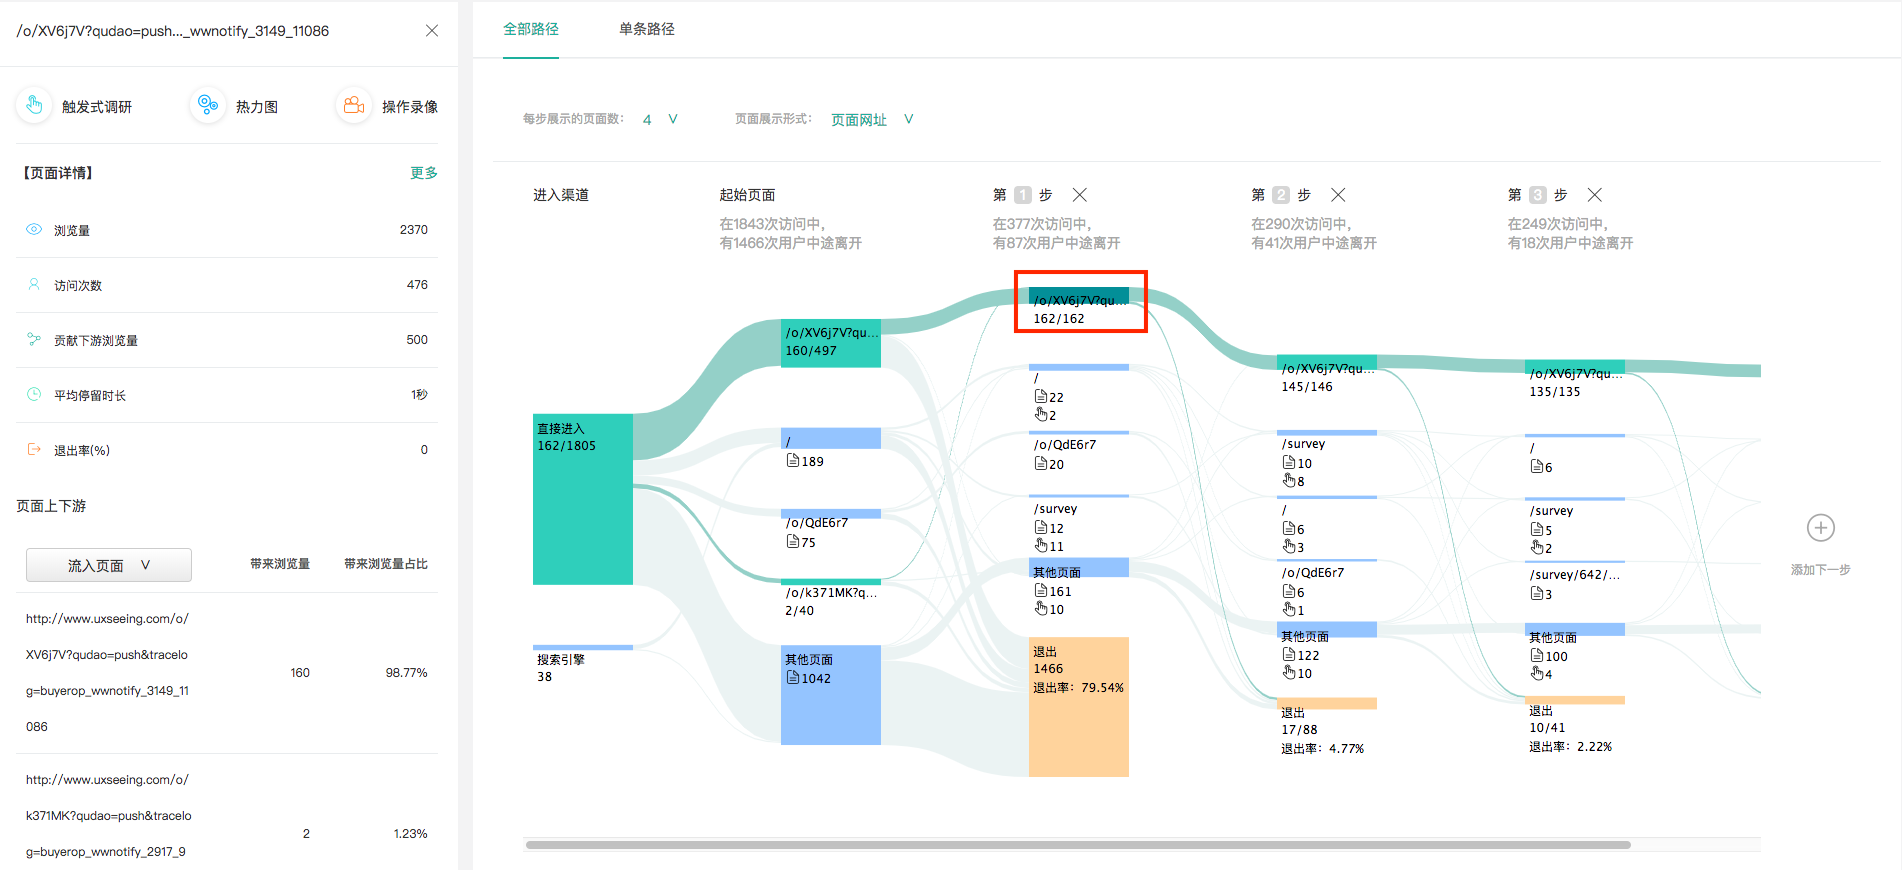 /o/XV6j7V?qudao=push..._wwnotify_3149_11086
触发式调研
热力图
操作录像
【页面详情】
更多
浏览量
2370
访问次数
476
贡献下游浏览量
500
平均停留时长
1秒
退出率(%)
0
页面上下游
流入页面
带来浏览量
带来浏览量占比
http://www.uxseeing.com/o/
XV6j7V?qudao=push&tracelo
g=buyerop_wwnotify_3149_11
086
160
98.77%
http://www.uxseeing.com/o/
k371MK?qudao=push&tracelo
g=buyerop_wwnotify_2917_9
2
1.23%
全部路径
单条路径
每步展示的页面数：
4
页面展示形式：
页面网址
进入渠道
直接进入
162/1805
搜索引擎
38
起始页面
在1843次访问中，
有1466次用户中途离开
/o/XV6j7V?qu...
160/497
/
189
/o/QdE6r7
75
/o/k371MK?q...
2/40
其他页面
1042
第 1 步
在377次访问中，
有87次用户中途离开
/o/XV6j7V?qu...
162/162
/
22
2
/o/QdE6r7
20
/survey
12
11
其他页面
161
10
退出
1466
退出率：79.54%
第 2 步
在290次访问中，
有41次用户中途离开
/o/XV6j7V?qu...
145/146
/survey
10
8
/
6
3
/o/QdE6r7
6
1
其他页面
122
10
退出
17/88
退出率：4.77%
第 3 步
在249次访问中，
有18次用户中途离开
/o/XV6j7V?qu...
135/135
/
6
/survey
5
2
/survey/642/...
3
其他页面
100
4
退出
10/41
退出率：2.22%
添加下一步